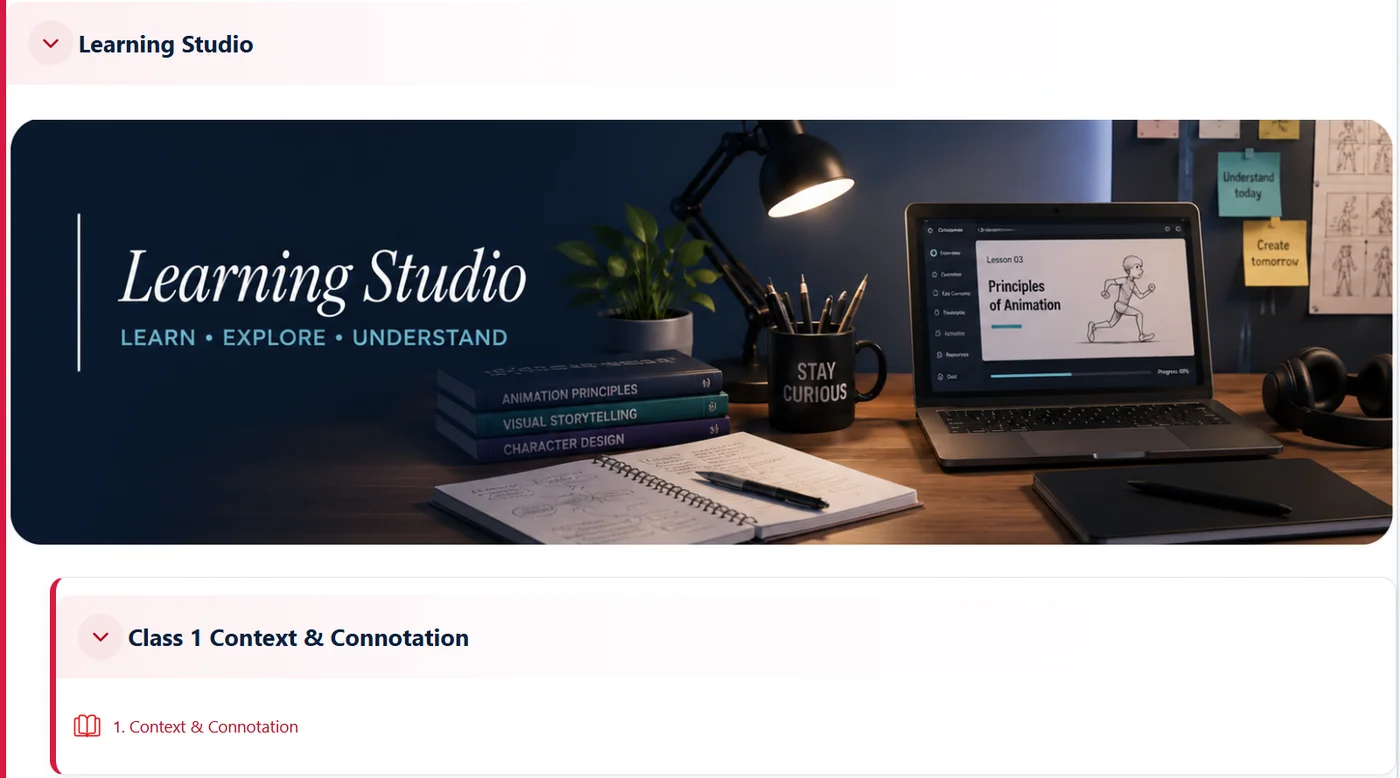 Learning Studio
Learning Studio
LEARN • EXPLORE • UNDERSTAND
Understand
today
Create
tomorrow
Lesson 03
Principles
of Animation
STAY
CURIOUS
ANIMATION PRINCIPLES
VISUAL STORYTELLING
CHARACTER DESIGN
Class 1 Context & Connotation
1. Context & Connotation